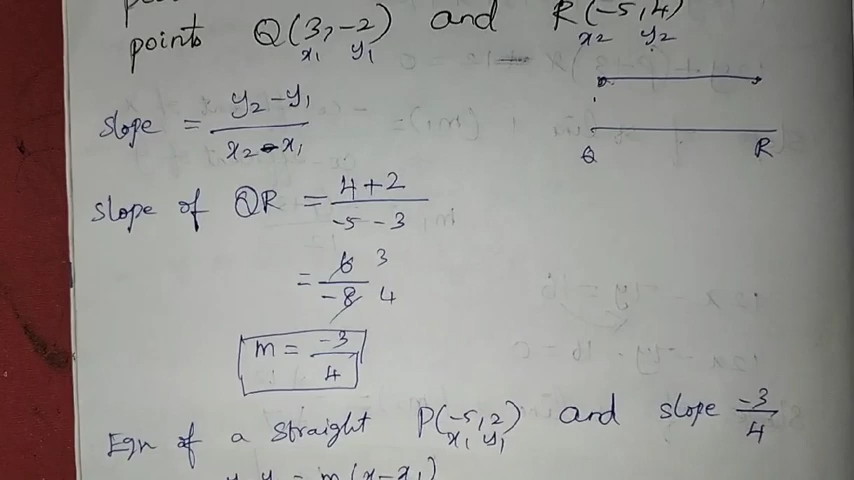 points Q(3,-2) and R(-5,4)
x₁ y₁ x₂ y₂
slope = y₂-y₁ / x₂-x₁
Q R
slope of QR = 4+2 / -5-3
= 6 3 / -8 4
m = -3/4
Eqn of a straight P(-5,2) and slope -3/4
x₁ y₁
m(x-x₁)